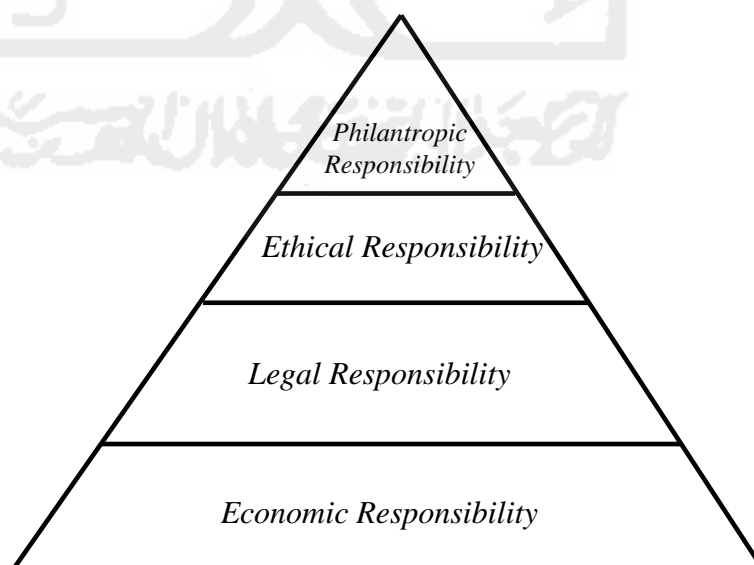 Philantropic
Responsibility
Ethical Responsibility
Legal Responsibility
Economic Responsibility